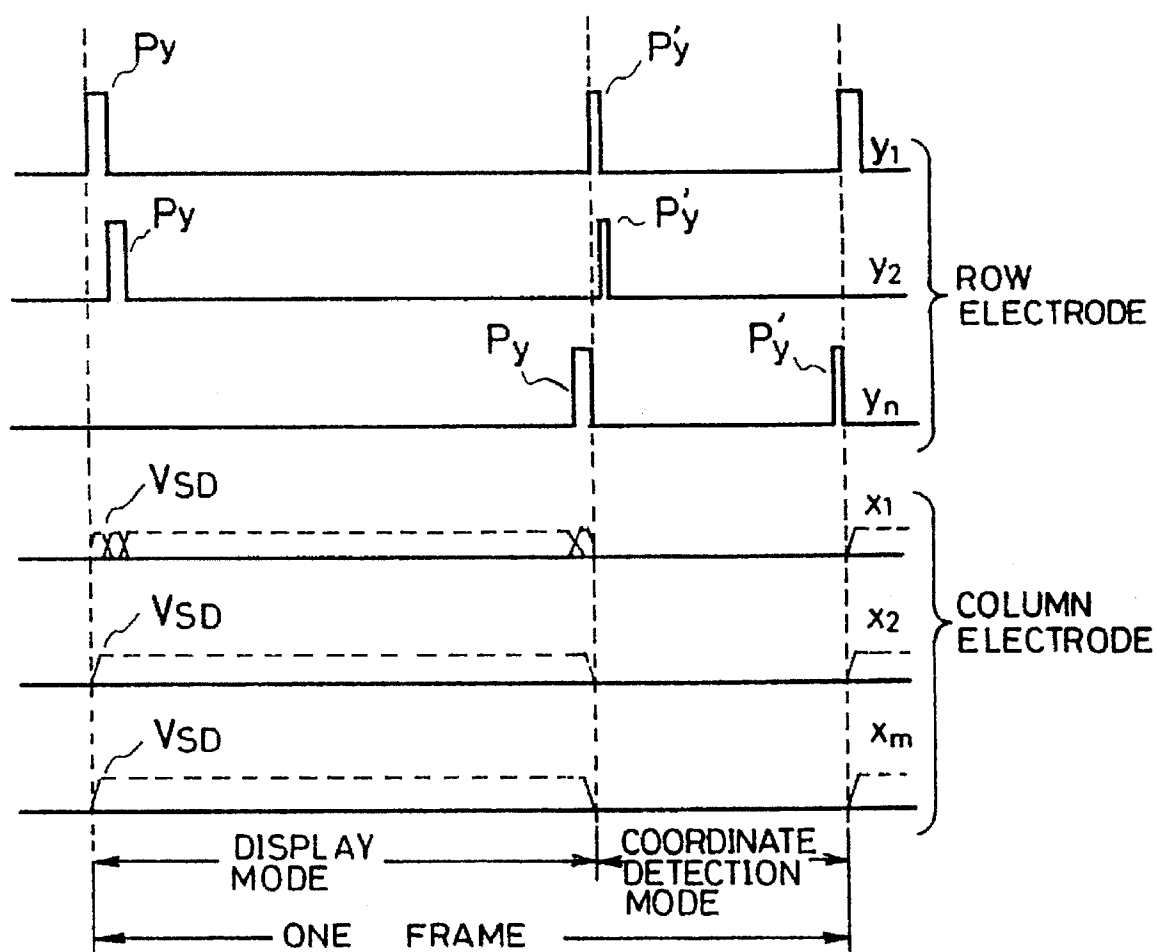 Py
P'y
y1
Py
P'y
y2
ROW
ELECTRODE
Py
P'y
yn
VSD
x1
VSD
x2
COLUMN
ELECTRODE
VSD
xm
DISPLAY
MODE
COORDINATE
DETECTION
MODE
ONE FRAME